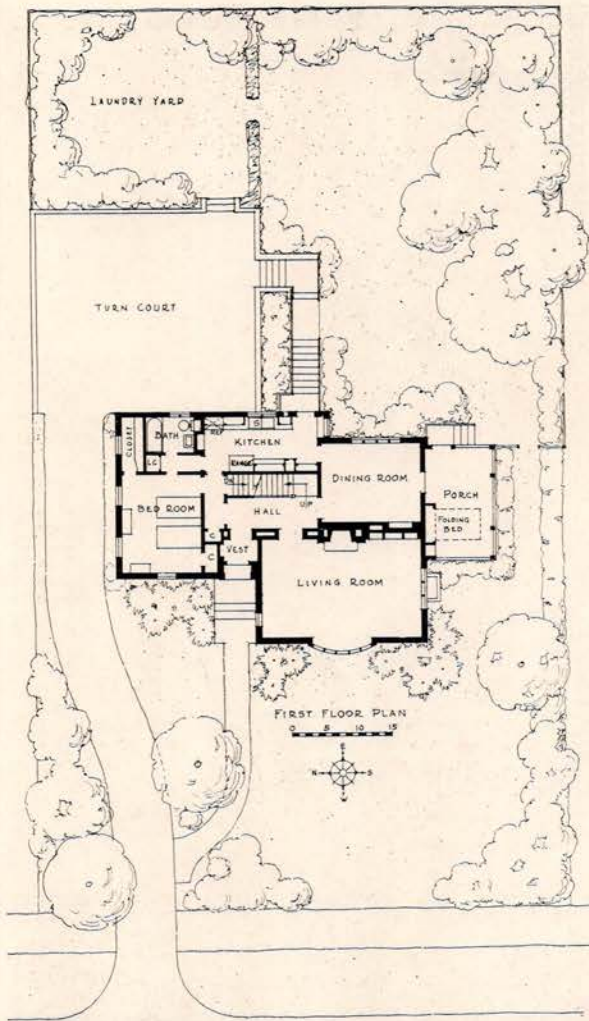 LAUNDRY YARD
TURN COURT
CLOSET
BATH
REF
S
LC
KITCHEN
RANGE
DINING ROOM
PORCH
FOLDING
BED
BED ROOM
HALL
UP
C
C
VEST
LIVING ROOM
FIRST FLOOR PLAN
0 5 10 15
E
N S
W